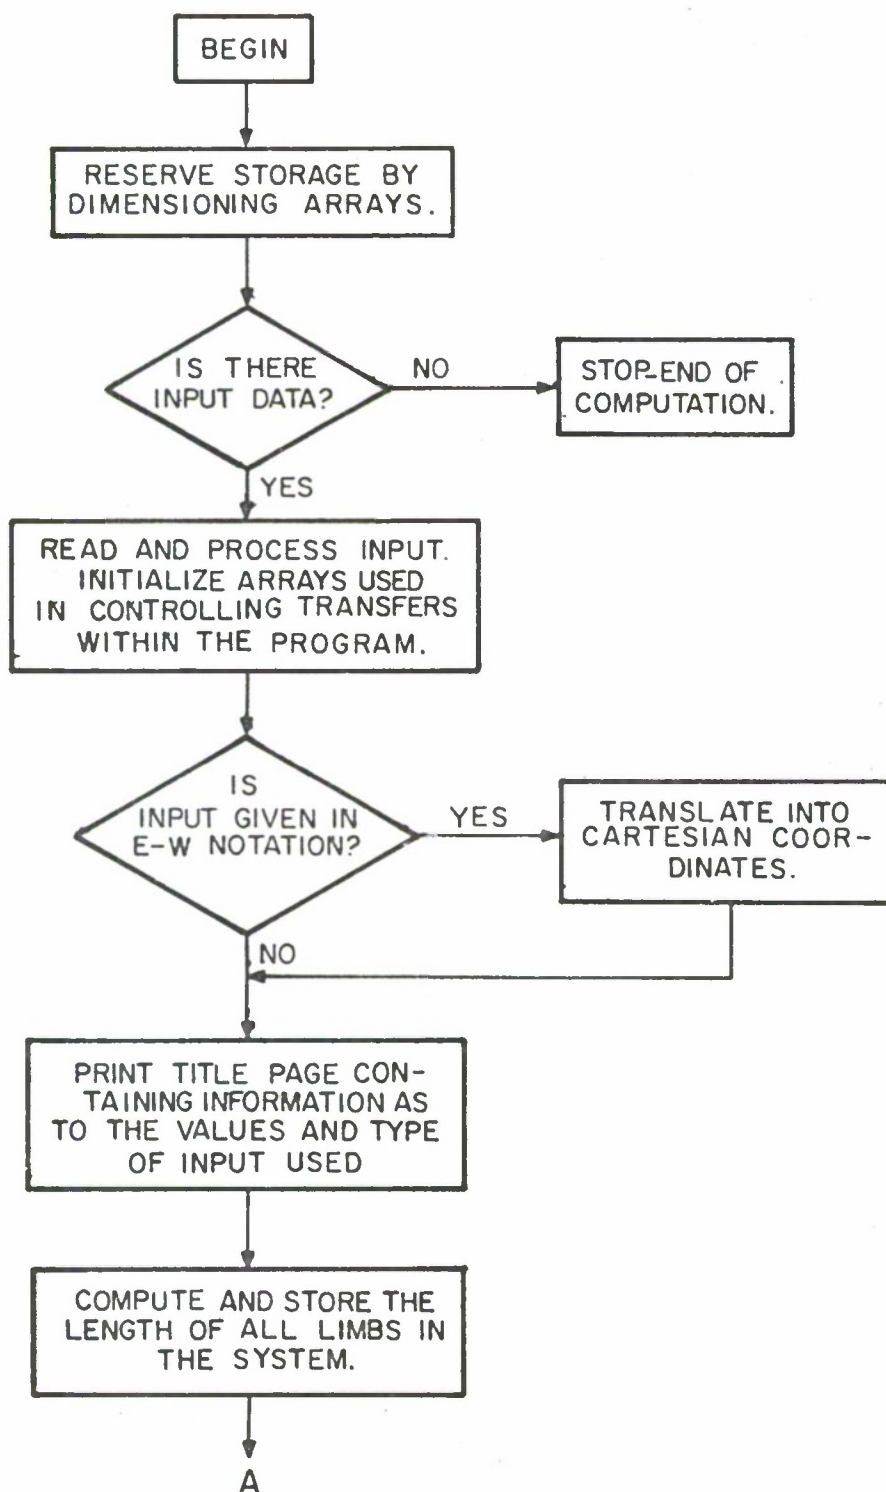 BEGIN
RESERVE STORAGE BY
DIMENSIONING ARRAYS.
IS THERE
INPUT DATA?
NO
STOP-END OF
COMPUTATION.
YES
READ AND PROCESS INPUT.
INITIALIZE ARRAYS USED
IN CONTROLLING TRANSFERS
WITHIN THE PROGRAM.
IS
INPUT GIVEN IN
E-W NOTATION?
YES
TRANSLATE INTO
CARTESIAN COOR-
DINATES.
NO
PRINT TITLE PAGE CON-
TAINING INFORMATION AS
TO THE VALUES AND TYPE
OF INPUT USED
COMPUTE AND STORE THE
LENGTH OF ALL LIMBS IN
THE SYSTEM.
A